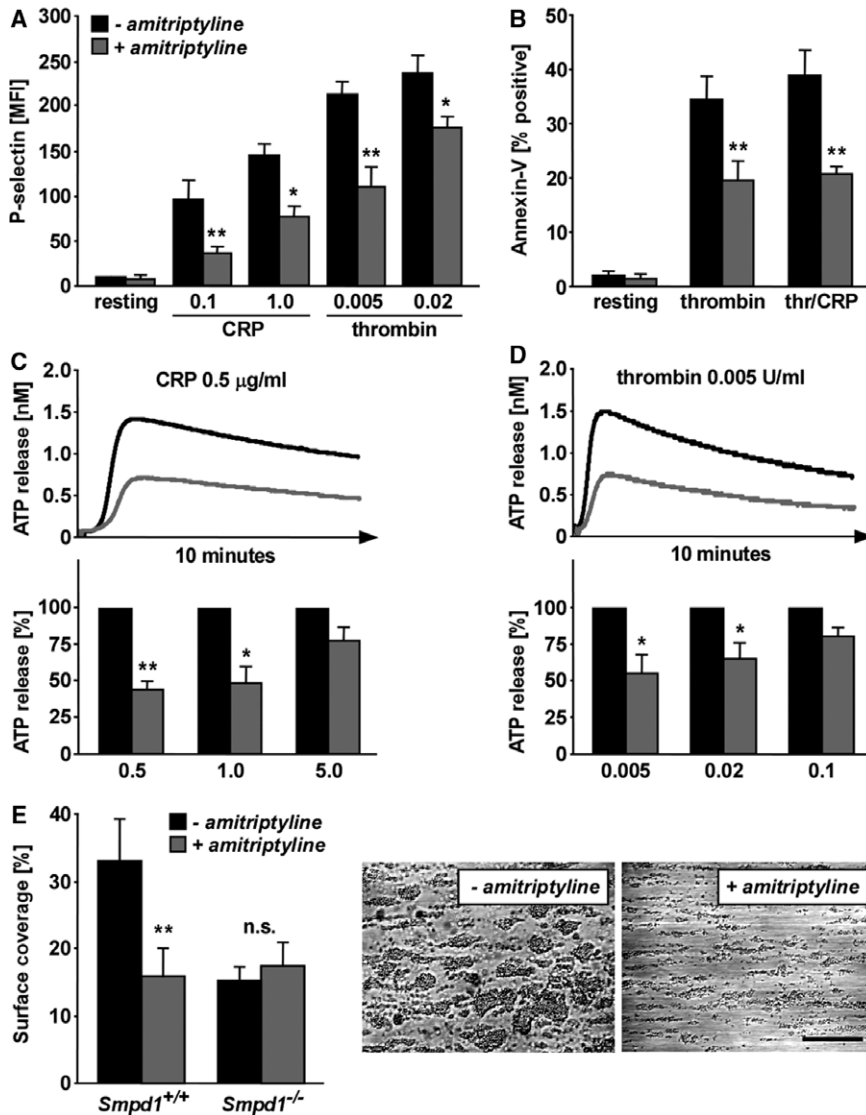 A
- amitriptyline
+ amitriptyline
P-selectin [MFI]
300
250
200
150
100
50
0
resting
0.1
1.0
0.005
0.02
CRP
thrombin
**
*
**
*
B
Annexin-V [% positive]
50
40
30
20
10
0
resting
thrombin
thr/CRP
**
**
C
CRP 0.5 µg/ml
ATP release [nM]
2.0
1.5
1.0
0.5
0
10 minutes
ATP release [%]
100
75
50
25
0
**
*
0.5
1.0
5.0
D
thrombin 0.005 U/ml
ATP release [nM]
2.0
1.5
1.0
0.5
0
10 minutes
ATP release [%]
100
75
50
25
0
*
*
0.005
0.02
0.1
E
- amitriptyline
+ amitriptyline
Surface coverage [%]
40
30
20
10
0
**
n.s.
Smpd1+/+
Smpd1-/-
- amitriptyline
+ amitriptyline